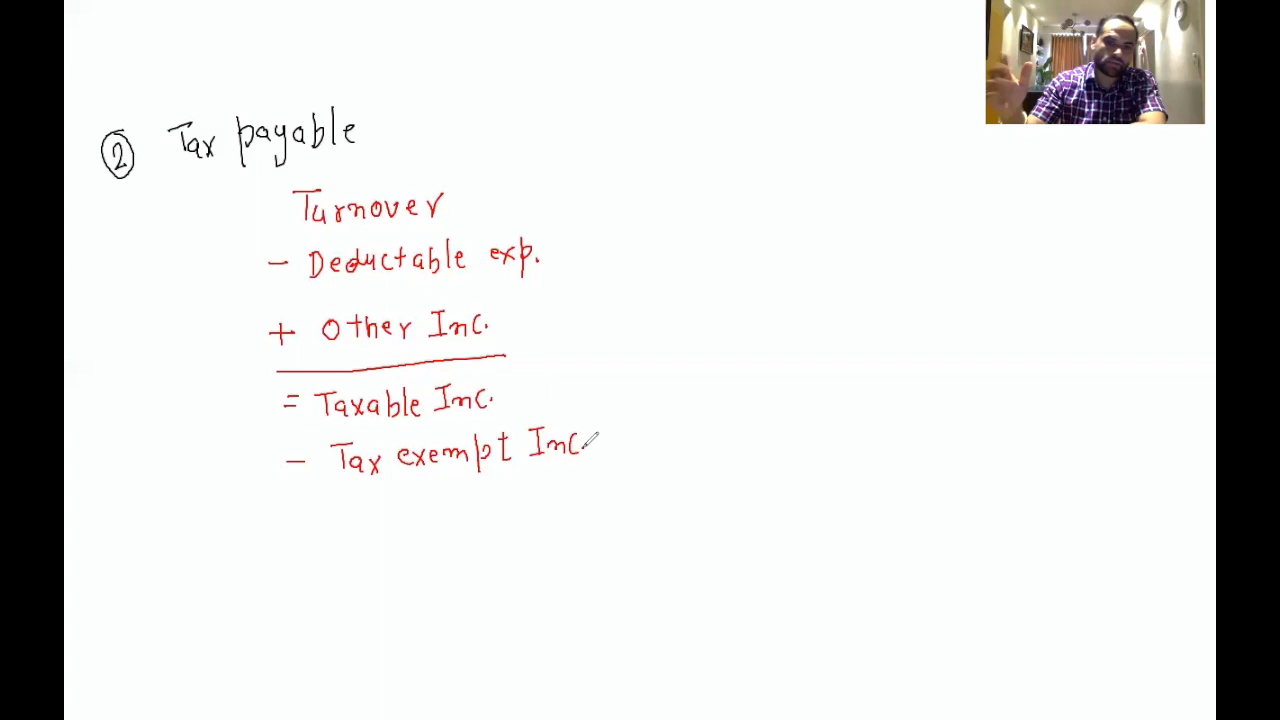 ② Tax payable
Turnover
- Deductable exp.
+ Other Inc.
= Taxable Inc.
- Tax exempt Inc.